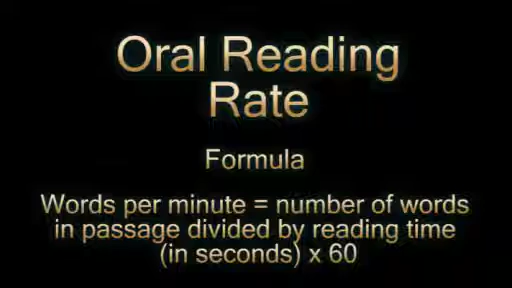 Oral Reading
Rate
Formula
Words per minute = number of words
in passage divided by reading time
(in seconds) x 60